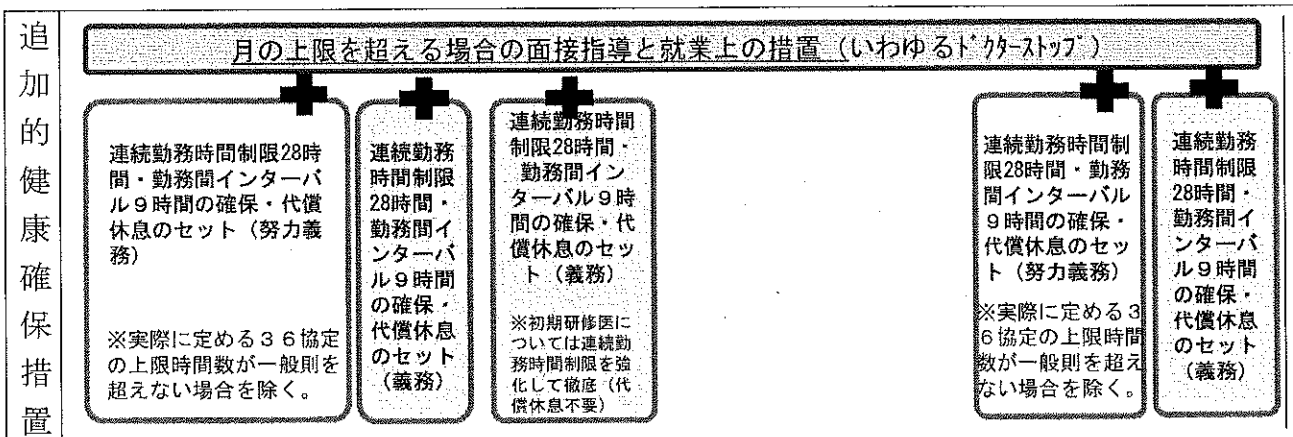 追加的健康確保措置
月の上限を超える場合の面接指導と就業上の措置(いわゆるドクターストップ)
連続勤務時間制限28時
間・勤務間インターバ
ル9時間の確保・代償
休息のセット(努力義
務)
※実際に定める36協定
の上限時間数が一般則を
超えない場合を除く。
連続勤務
時間制限
28時間・
勤務間イ
ンターバ
ル9時間
の確保・
代償休息
のセット
(義務)
連続勤務時間
制限28時間・
勤務間イン
ターバル9時
間の確保・代
償休息のセッ
ト(義務)
※初期研修医に
ついては連続勤
務時間制限を強
化して徹底(代
償休息不要)
連続勤務時間制
限28時間・勤務
間インターバル
9時間の確保・
代償休息のセッ
ト(努力義務)
※実際に定める3
6協定の上限時間
数が一般則を超え
ない場合を除く。
連続勤務
時間制限
28時間・
勤務間イ
ンターバ
ル9時間
の確保・
代償休息
のセット
(義務)